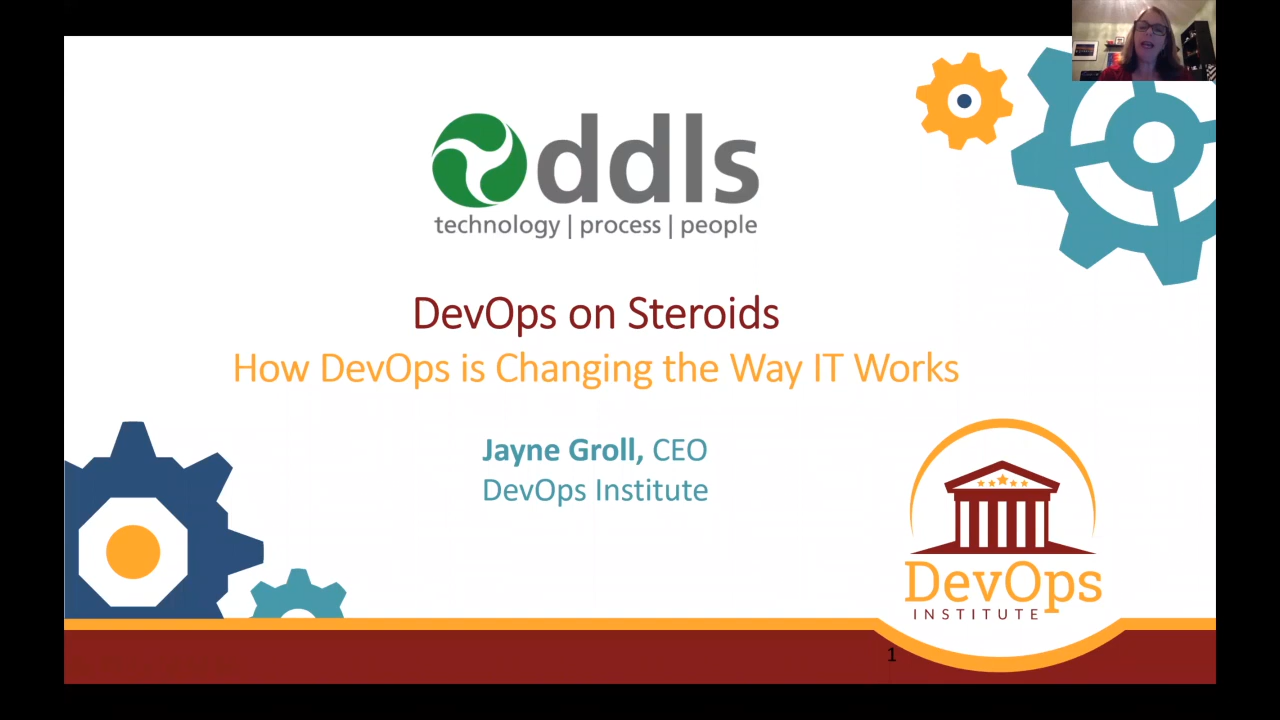 ddls
technology | process | people
DevOps on Steroids
How DevOps is Changing the Way IT Works
Jayne Groll, CEO
DevOps Institute
DevOps
INSTITUTE
1